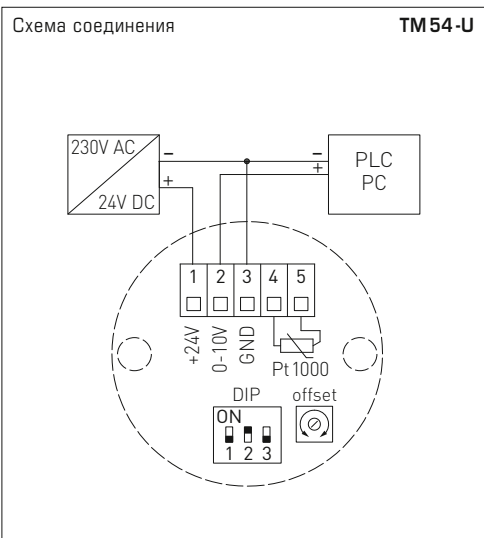 Схема соединения TM54-U
230V AC
24V DC
–
+
–
+
PLC
PC
1 2 3 4 5
+24V
0-10V
GND
Pt1000
DIP
ON
1 2 3
offset